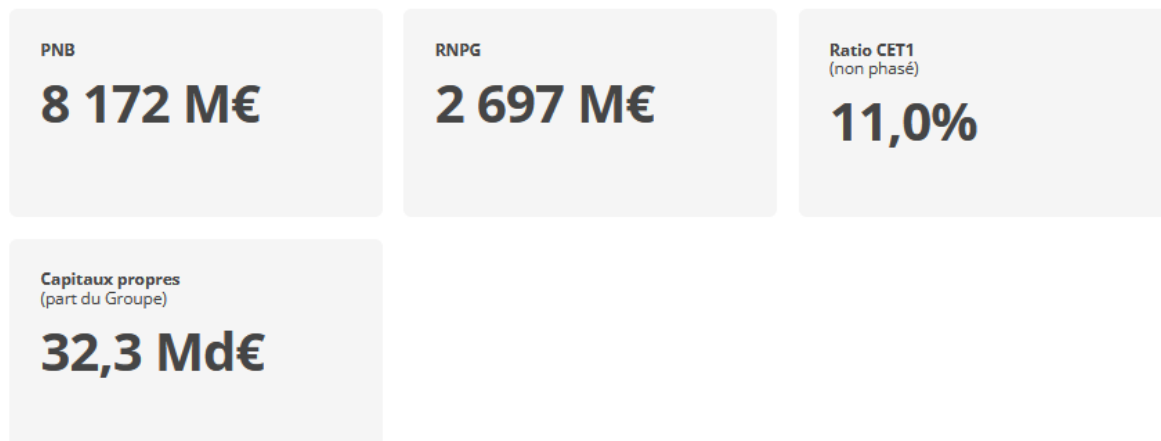 PNB
8 172 M€
RNPG
2 697 M€
Ratio CET1
(non phasé)
11,0%
Capitaux propres
(part du Groupe)
32,3 Md€